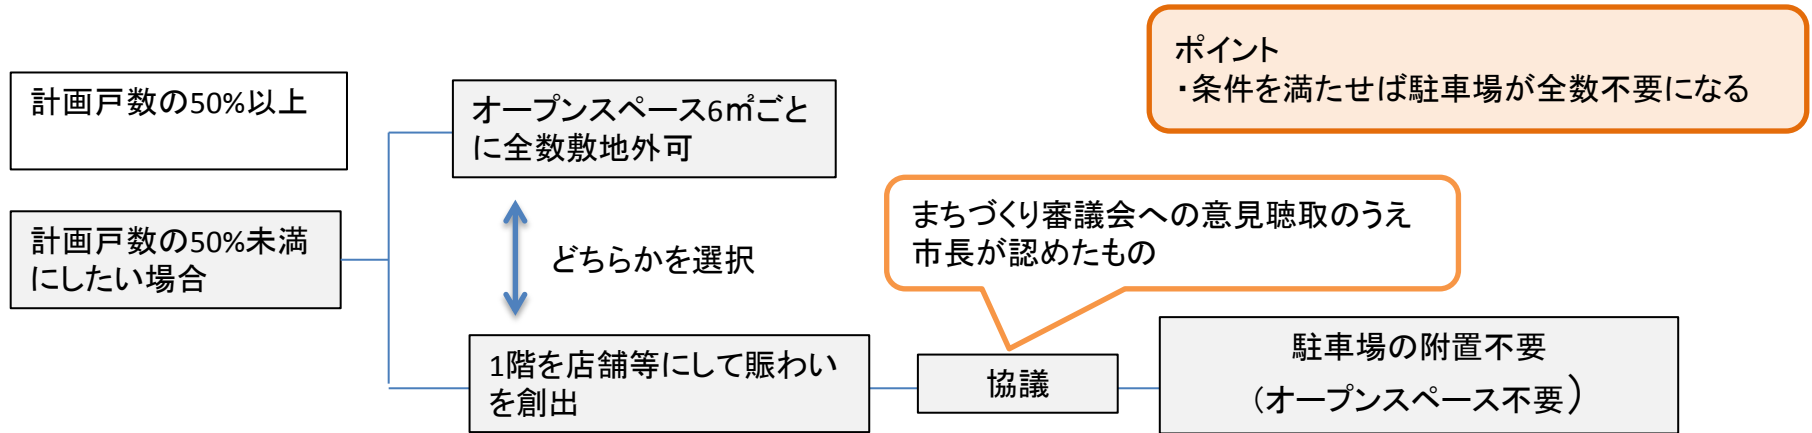 ポイント
・条件を満たせば駐車場が全数不要になる
計画戸数の50%以上
オープンスペース6㎡ごと
に全数敷地外可
計画戸数の50%未満
にしたい場合
どちらかを選択
まちづくり審議会への意見聴取のうえ
市長が認めたもの
1階を店舗等にして賑わい
を創出
協議
駐車場の附置不要
(オープンスペース不要)